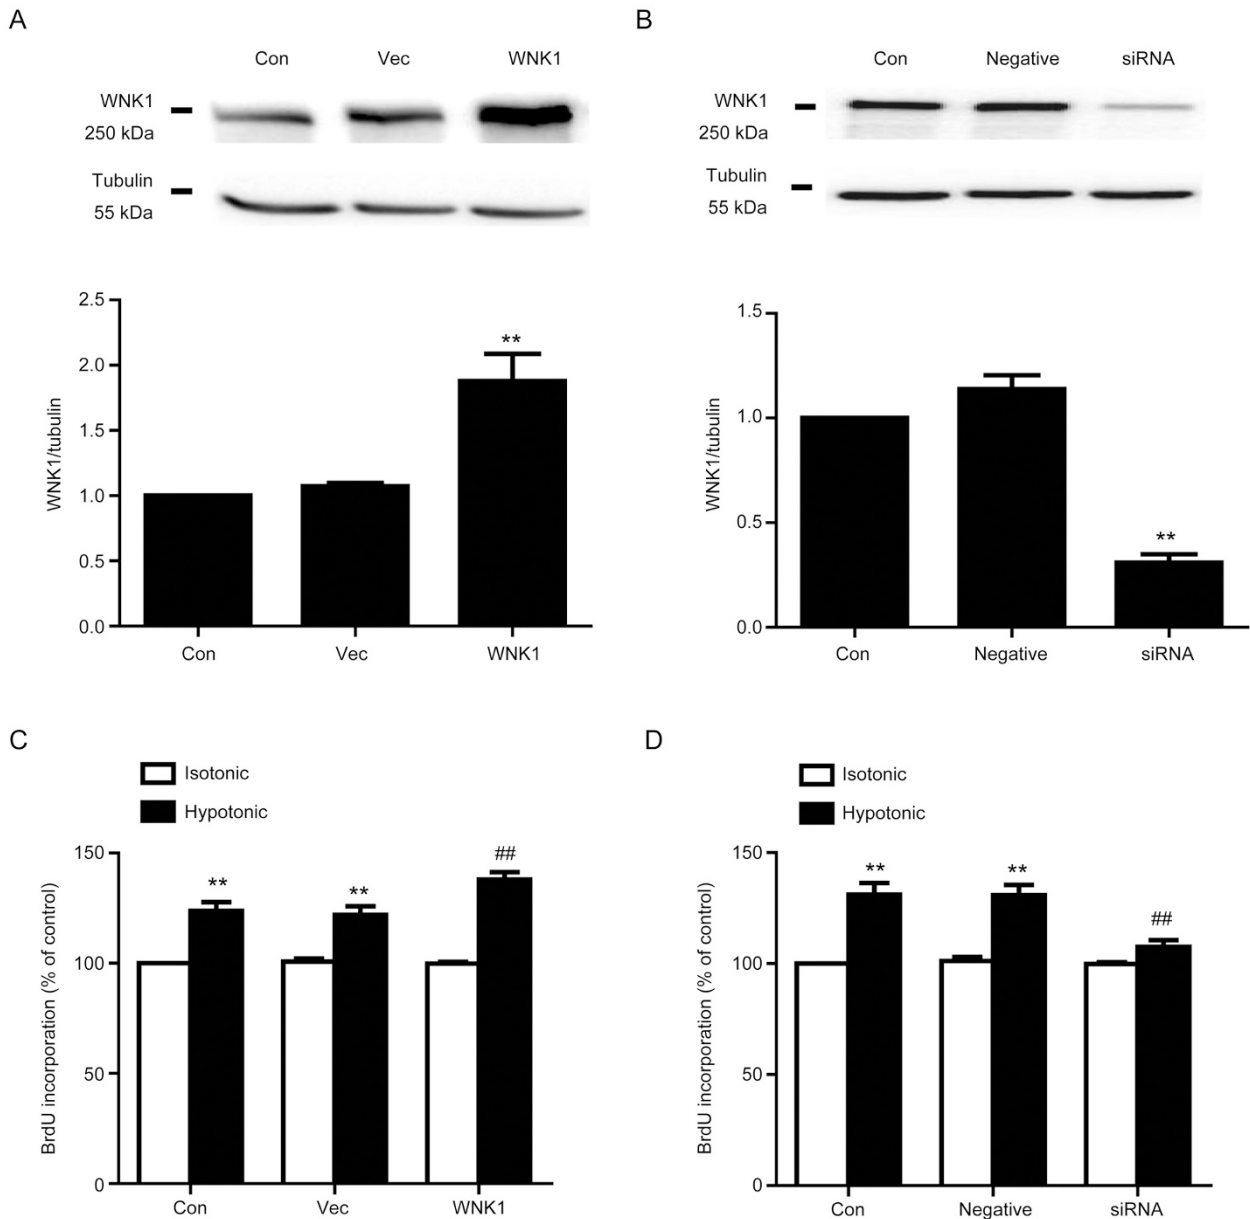 A
Con Vec WNK1
WNK1
250 kDa
Tubulin
55 kDa
2.5
2.0
1.5
1.0
0.5
0.0
WNK1/tubulin
**
Con Vec WNK1
B
Con Negative siRNA
WNK1
250 kDa
Tubulin
55 kDa
1.5
1.0
0.5
0.0
WNK1/tubulin
**
Con Negative siRNA
C
Isotonic
Hypotonic
150
100
50
0
BrdU incorporation (% of control)
** ** ##
Con Vec WNK1
D
Isotonic
Hypotonic
150
100
50
0
BrdU incorporation (% of control)
** ** ##
Con Negative siRNA